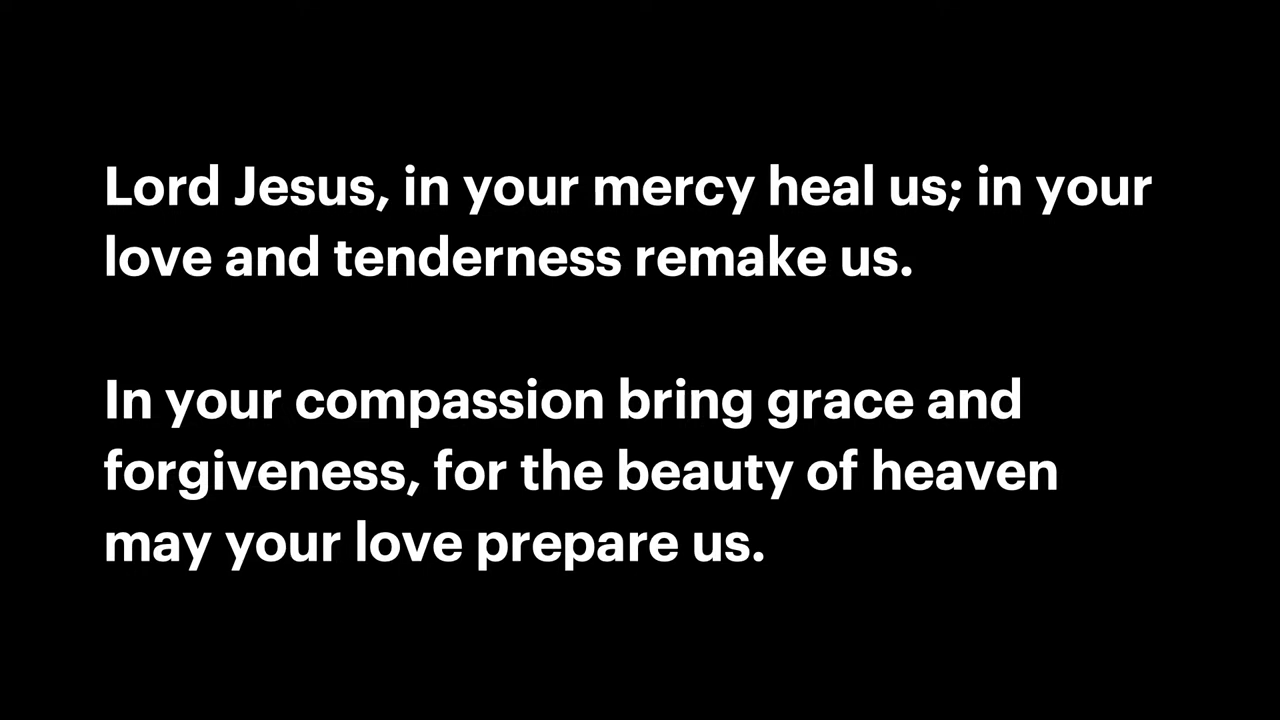 Lord Jesus, in your mercy heal us; in your
love and tenderness remake us.
In your compassion bring grace and
forgiveness, for the beauty of heaven
may your love prepare us.